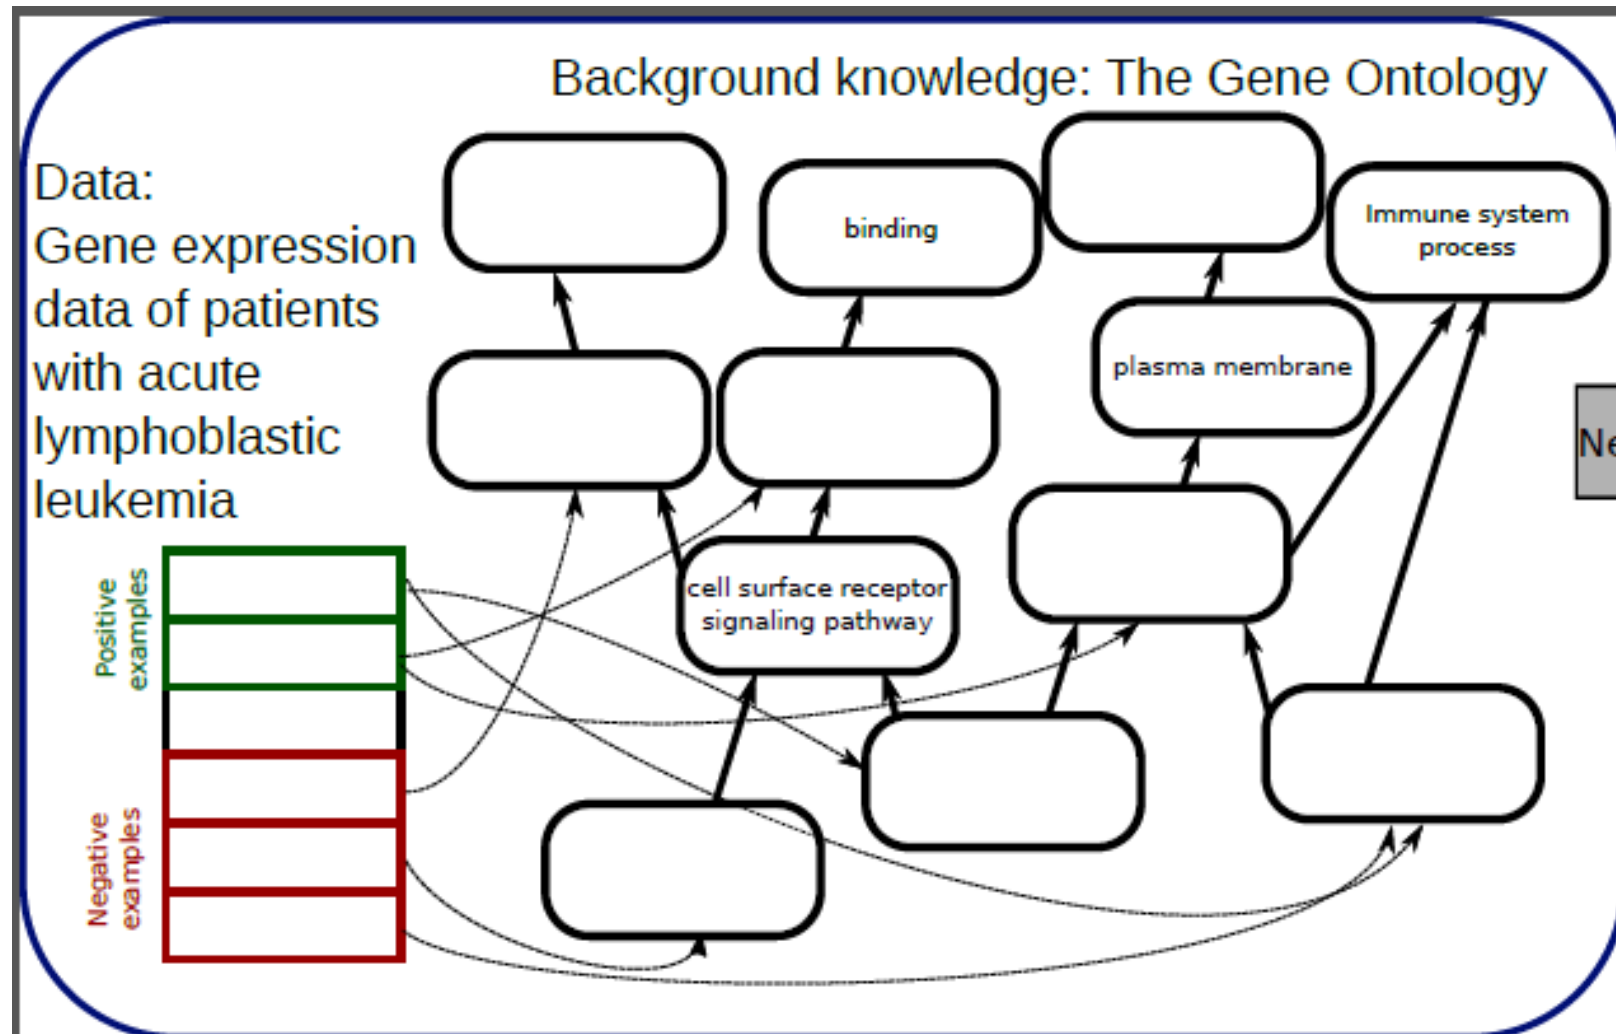 Background knowledge: The Gene Ontology
Data:
Gene expression
data of patients
with acute
lymphoblastic
leukemia
binding
Immune system
process
plasma membrane
cell surface receptor
signaling pathway
Positive
examples
Negative
examples
Ne